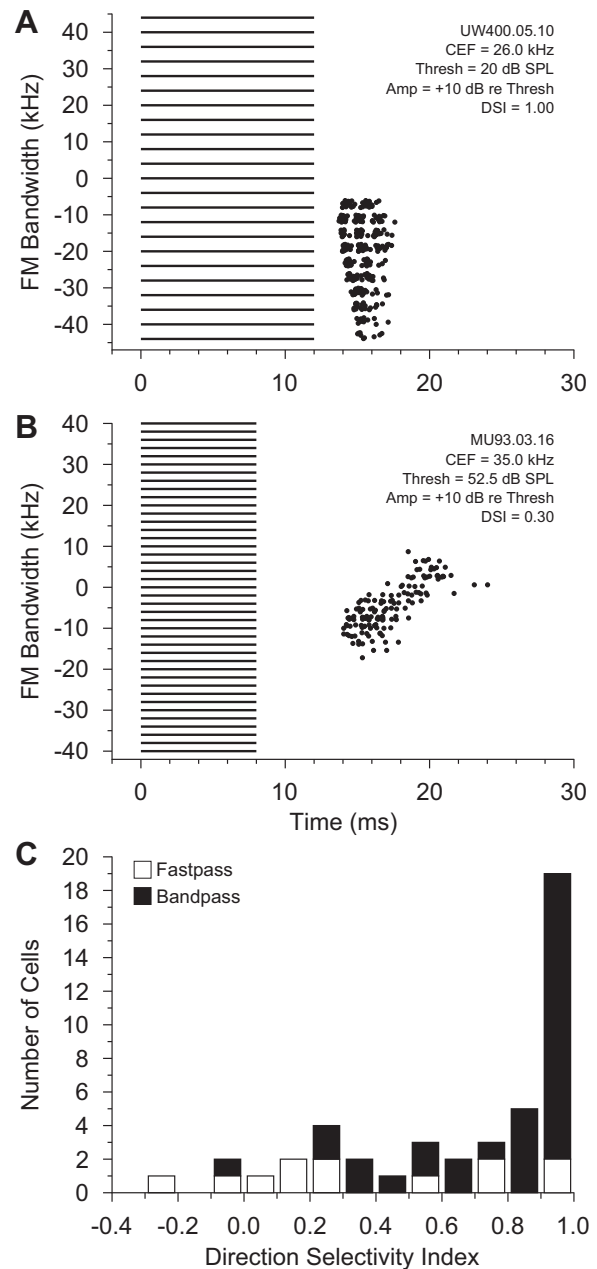 A
UW400.05.10
CEF = 26.0 kHz
Thresh = 20 dB SPL
Amp = +10 dB re Thresh
DSI = 1.00
FM Bandwidth (kHz)
40
30
20
10
0
-10
-20
-30
-40
0 10 20 30
B
MU93.03.16
CEF = 35.0 kHz
Thresh = 52.5 dB SPL
Amp = +10 dB re Thresh
DSI = 0.30
FM Bandwidth (kHz)
40
30
20
10
0
-10
-20
-30
-40
0 10 20 30
Time (ms)
C
Fastpass
Bandpass
Number of Cells
20
18
16
14
12
10
8
6
4
2
0
-0.4 -0.2 0.0 0.2 0.4 0.6 0.8 1.0
Direction Selectivity Index